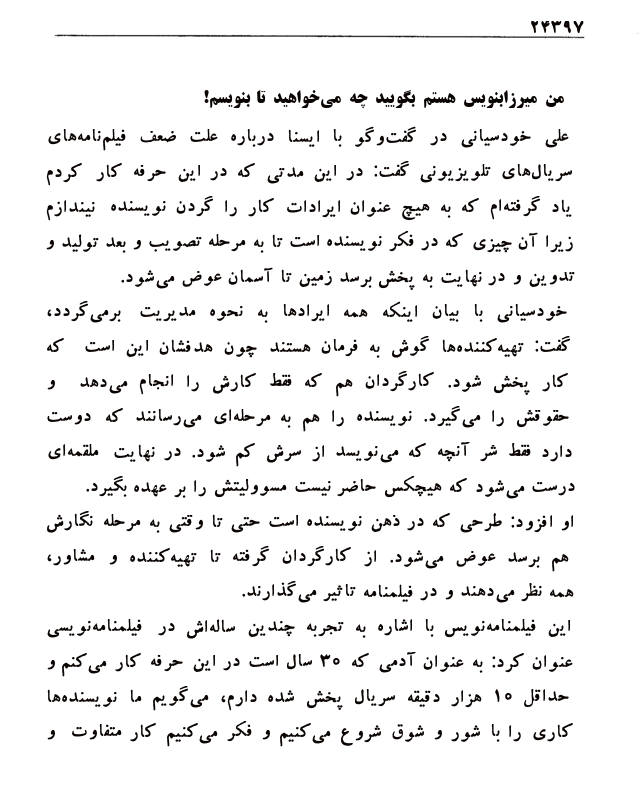 ۲۴۳۹۷
من میرزابنویس هستم بگویید چه می‌خواهید تا بنویسم!
علی خودسیانی در گفت‌وگو با ایسنا درباره علت ضعف فیلم‌نامه‌های
سریال‌های تلویزیونی گفت: در این مدتی که در این حرفه کار کردم
یاد گرفته‌ام که به هیچ عنوان ایرادات کار را گردن نویسنده نیندازم
زیرا آن چیزی که در فکر نویسنده است تا به مرحله تصویب و بعد تولید و
تدوین و در نهایت به پخش برسد زمین تا آسمان عوض می‌شود.
خودسیانی با بیان اینکه همه ایرادها به نحوه مدیریت برمی‌گردد،
گفت: تهیه‌کننده‌ها گوش به فرمان هستند چون هدفشان این است که
کار پخش شود. کارگردان هم که فقط کارش را انجام می‌دهد و
حقوقش را می‌گیرد. نویسنده را هم به مرحله‌ای می‌رسانند که دوست
دارد فقط شر آنچه که می‌نویسد از سرش کم شود. در نهایت ملقمه‌ای
درست می‌شود که هیچکس حاضر نیست مسوولیتش را بر عهده بگیرد.
او افزود: طرحی که در ذهن نویسنده است حتی تا وقتی به مرحله نگارش
هم برسد عوض می‌شود. از کارگردان گرفته تا تهیه‌کننده و مشاور،
همه نظر می‌دهند و در فیلمنامه تاثیر می‌گذارند.
این فیلمنامه‌نویس با اشاره به تجربه چندین ساله‌اش در فیلمنامه‌نویسی
عنوان کرد: به عنوان آدمی که ۳۰ سال است در این حرفه کار می‌کنم و
حداقل ۱۰ هزار دقیقه سریال پخش شده دارم، می‌گویم ما نویسنده‌ها
کاری را با شور و شوق شروع می‌کنیم و فکر می‌کنیم کار متفاوت و